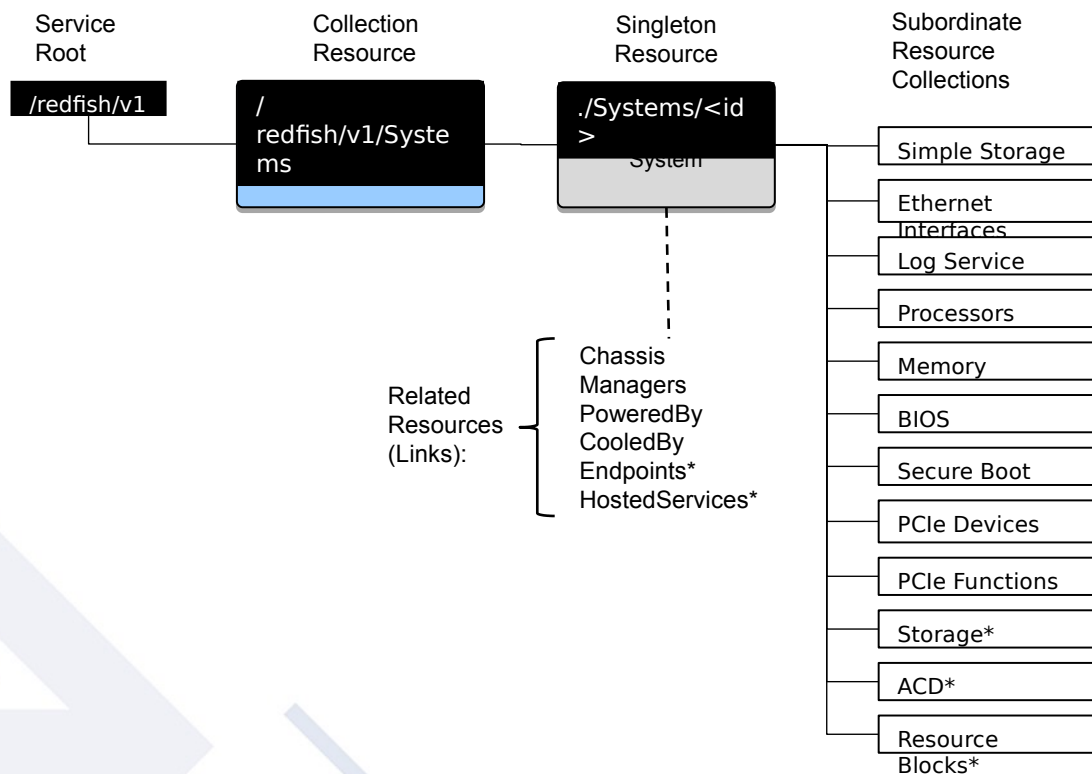 Service
Root
Collection
Resource
Singleton
Resource
Subordinate
Resource
Collections
/redfish/v1
/
redfish/v1/Syste
ms
./Systems/<id
>
System
Simple Storage
Ethernet
Interfaces
Log Service
Processors
Memory
BIOS
Secure Boot
PCIe Devices
PCIe Functions
Storage*
ACD*
Resource
Blocks*
Related
Resources
(Links):
Chassis
Managers
PoweredBy
CooledBy
Endpoints*
HostedServices*